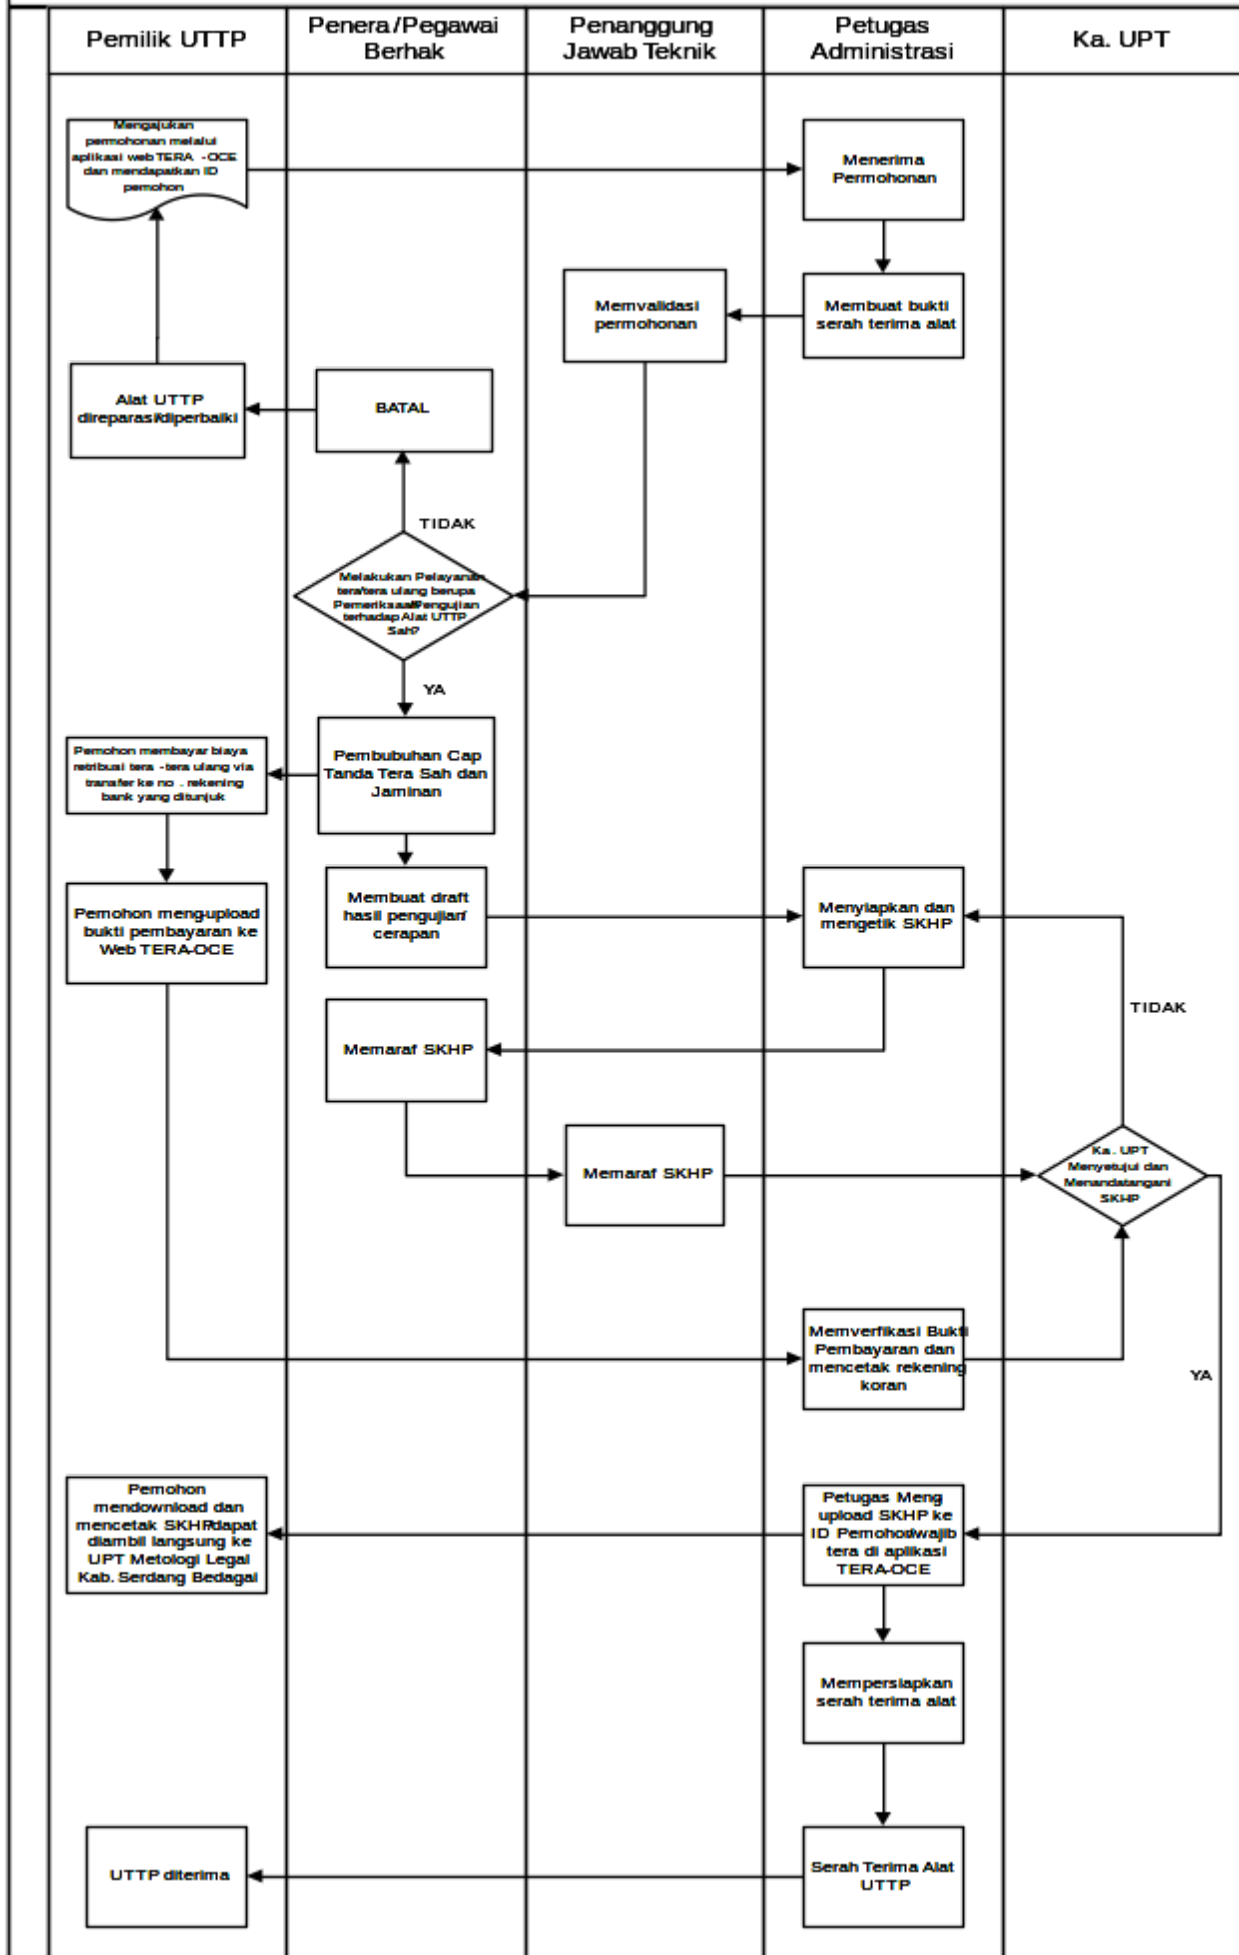 Pemilik UTTP
Penera/Pegawai
Berhak
Penanggung
Jawab Teknik
Petugas
Administrasi
Ka. UPT
Mengajukan
permohonan melalui
aplikasi web TERA -OCE
dan mendapatkan ID
pemohon
Menerima
Permohonan
Membuat bukti
serah terima alat
Memvalidasi
permohonan
Alat UTTP
direparasi/diperbaiki
BATAL
TIDAK
Melakukan Pelayanan
tera/tera ulang berupa
Pemeriksaan/Pengujian
terhadap Alat UTTP
Sah?
YA
Pembubuhan Cap
Tanda Tera Sah dan
Jaminan
Pemohon membayar biaya
retribusi tera -tera ulang via
transfer ke no . rekening
bank yang ditunjuk
Pemohon mengupload
bukti pembayaran ke
Web TERA-OCE
Membuat draft
hasil pengujian/
cerapan
Menyiapkan dan
mengetik SKHP
TIDAK
Memaraf SKHP
Memaraf SKHP
Ka . UPT
Menyetujui dan
Menandatangani
SKHP
Memverfikasi Bukti
Pembayaran dan
mencetak rekening
koran
YA
Pemohon
mendownload dan
mencetak SKHP/dapat
diambil langsung ke
UPT Metologi Legal
Kab. Serdang Bedagai
Petugas Meng
upload SKHP ke
ID Pemohon/wajib
tera di aplikasi
TERA-OCE
Mempersiapkan
serah terima alat
UTTP diterima
Serah Terima Alat
UTTP